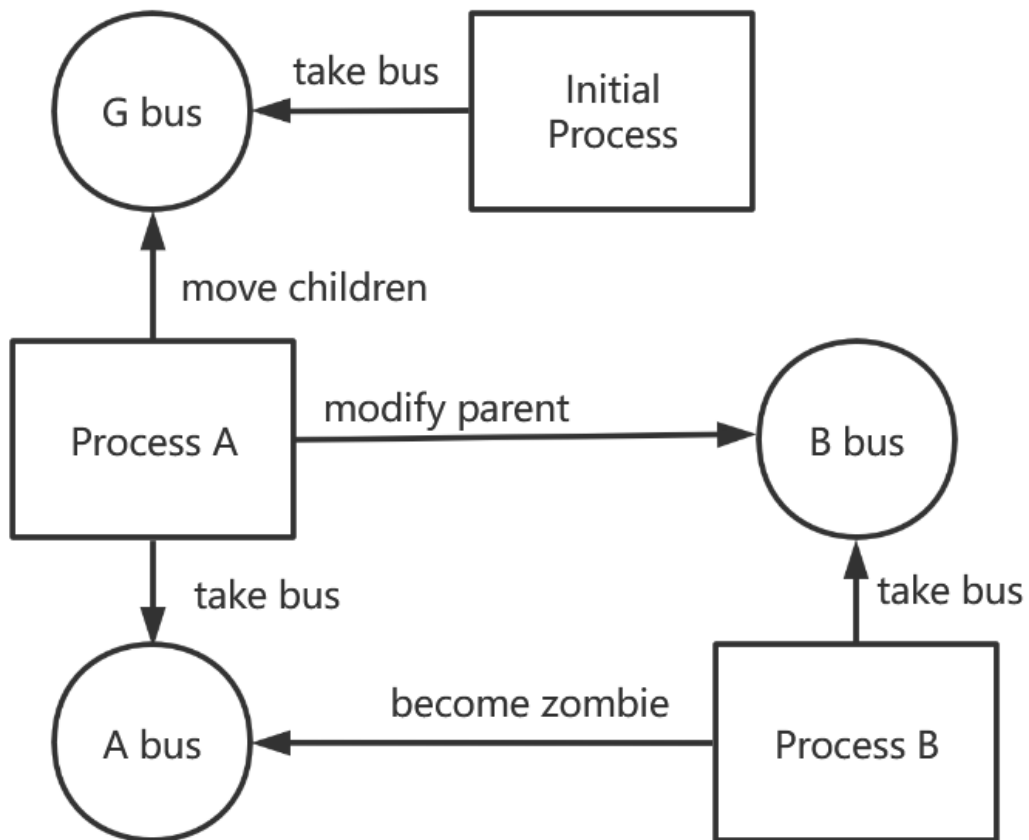 take bus
G bus
Initial
Process
move children
modify parent
Process A
B bus
take bus
take bus
become zombie
A bus
Process B